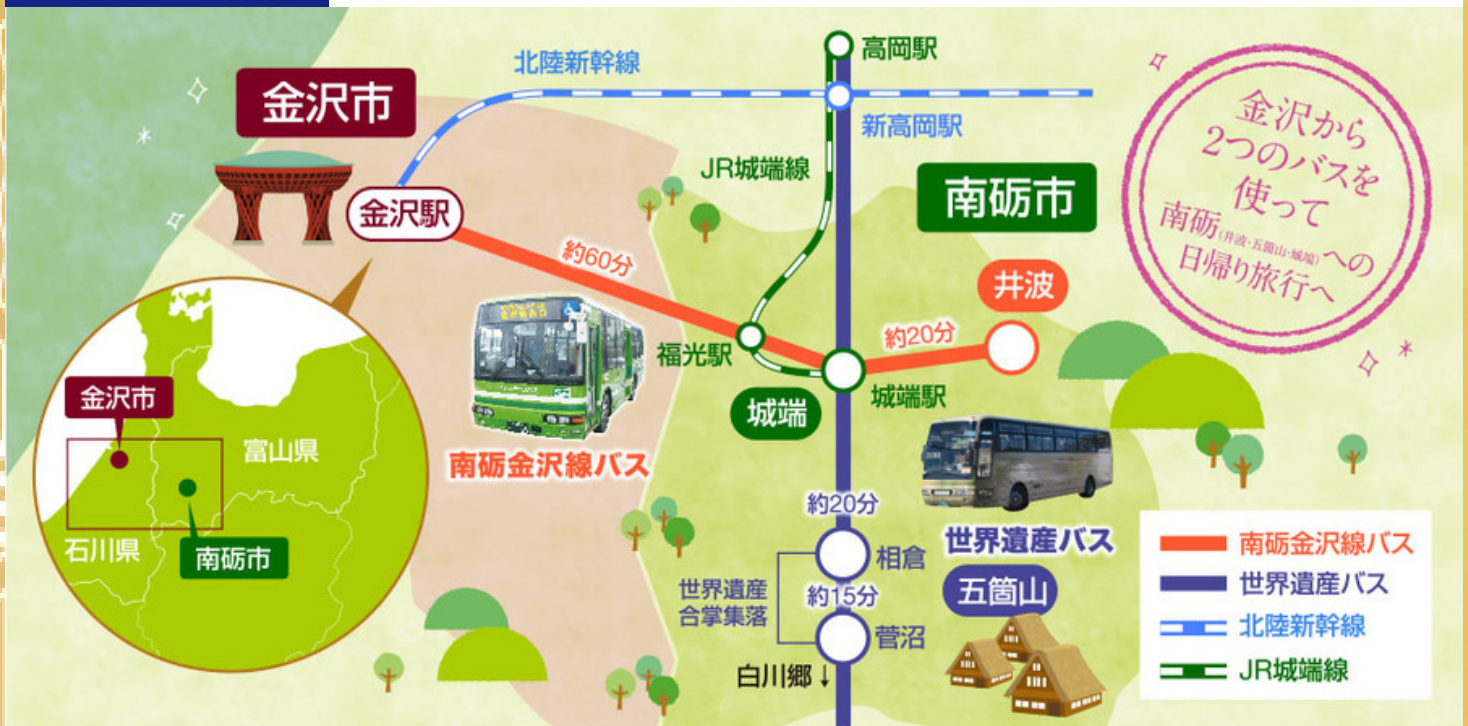 金沢市
北陸新幹線
高岡駅
新高岡駅
JR城端線
金沢駅
南砺市
金沢から
2つのバスを
使って
南砺(井波・五箇山・城端)への
日帰り旅行へ
約60分
井波
約20分
福光駅
城端駅
城端
南砺金沢線バス
金沢市
富山県
石川県
南砺市
約20分
相倉
世界遺産バス
世界遺産
合掌集落
約15分
五箇山
菅沼
白川郷↓
南砺金沢線バス
世界遺産バス
北陸新幹線
JR城端線